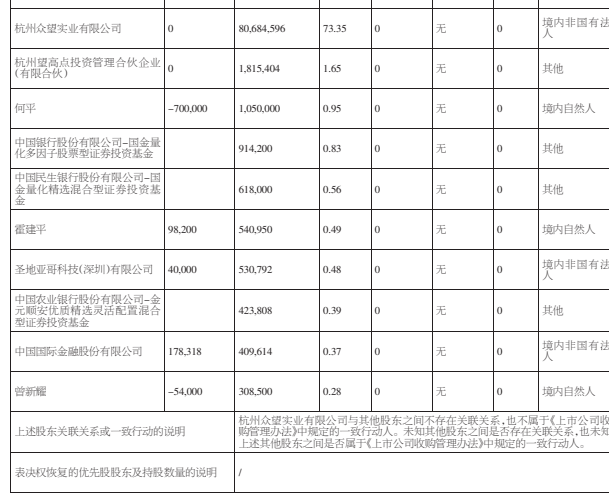 杭州众望实业有限公司 0 80,684,596 73.35 0 无 0 境内非国有法
人
杭州望高点投资管理合伙企业
(有限合伙) 0 1,815,404 1.65 0 无 0 其他
何平 -700,000 1,050,000 0.95 0 无 0 境内自然人
中国银行股份有限公司-国金量
化多因子股票型证券投资基金 914,200 0.83 0 无 0 其他
中国民生银行股份有限公司-国
金量化精选混合型证券投资基
金 618,000 0.56 0 无 0 其他
霍建平 98,200 540,950 0.49 0 无 0 境内自然人
圣地亚哥科技(深圳)有限公司 40,000 530,792 0.48 0 无 0 境内非国有法
人
中国农业银行股份有限公司-金
元顺安优质精选灵活配置混合
型证券投资基金 423,808 0.39 0 无 0 其他
中国国际金融股份有限公司 178,318 409,614 0.37 0 无 0 境内非国有法
人
曾新耀 -54,000 308,500 0.28 0 无 0 境内自然人
上述股东关联关系或一致行动的说明
杭州众望实业有限公司与其他股东之间不存在关联关系,也不属于《上市公司收
购管理办法》中规定的一致行动人。未知其他股东之间是否存在关联关系,也未知
上述其他股东之间是否属于《上市公司收购管理办法》中规定的一致行动人。
表决权恢复的优先股股东及持股数量的说明 /